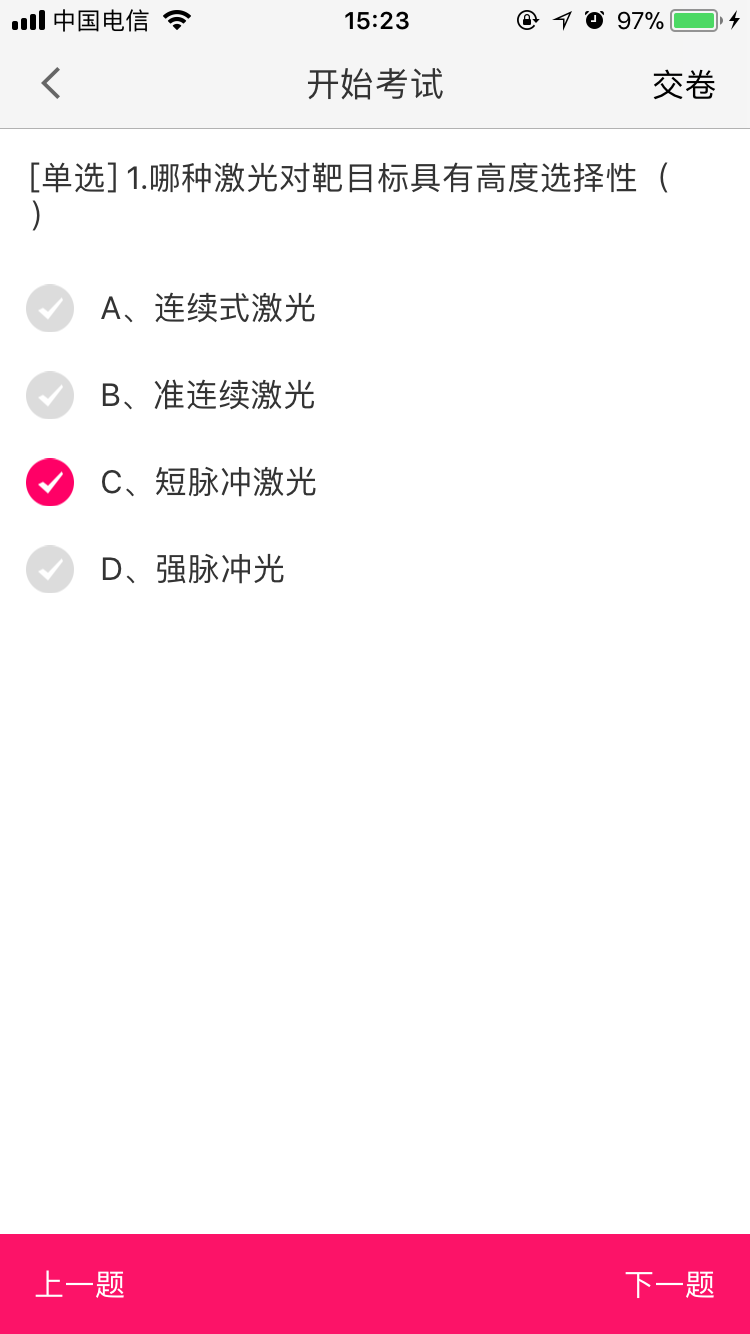 中国电信 15:23 97%
开始考试 交卷
[单选] 1.哪种激光对靶目标具有高度选择性（
）
A、连续式激光
B、准连续激光
C、短脉冲激光
D、强脉冲光
上一题 下一题